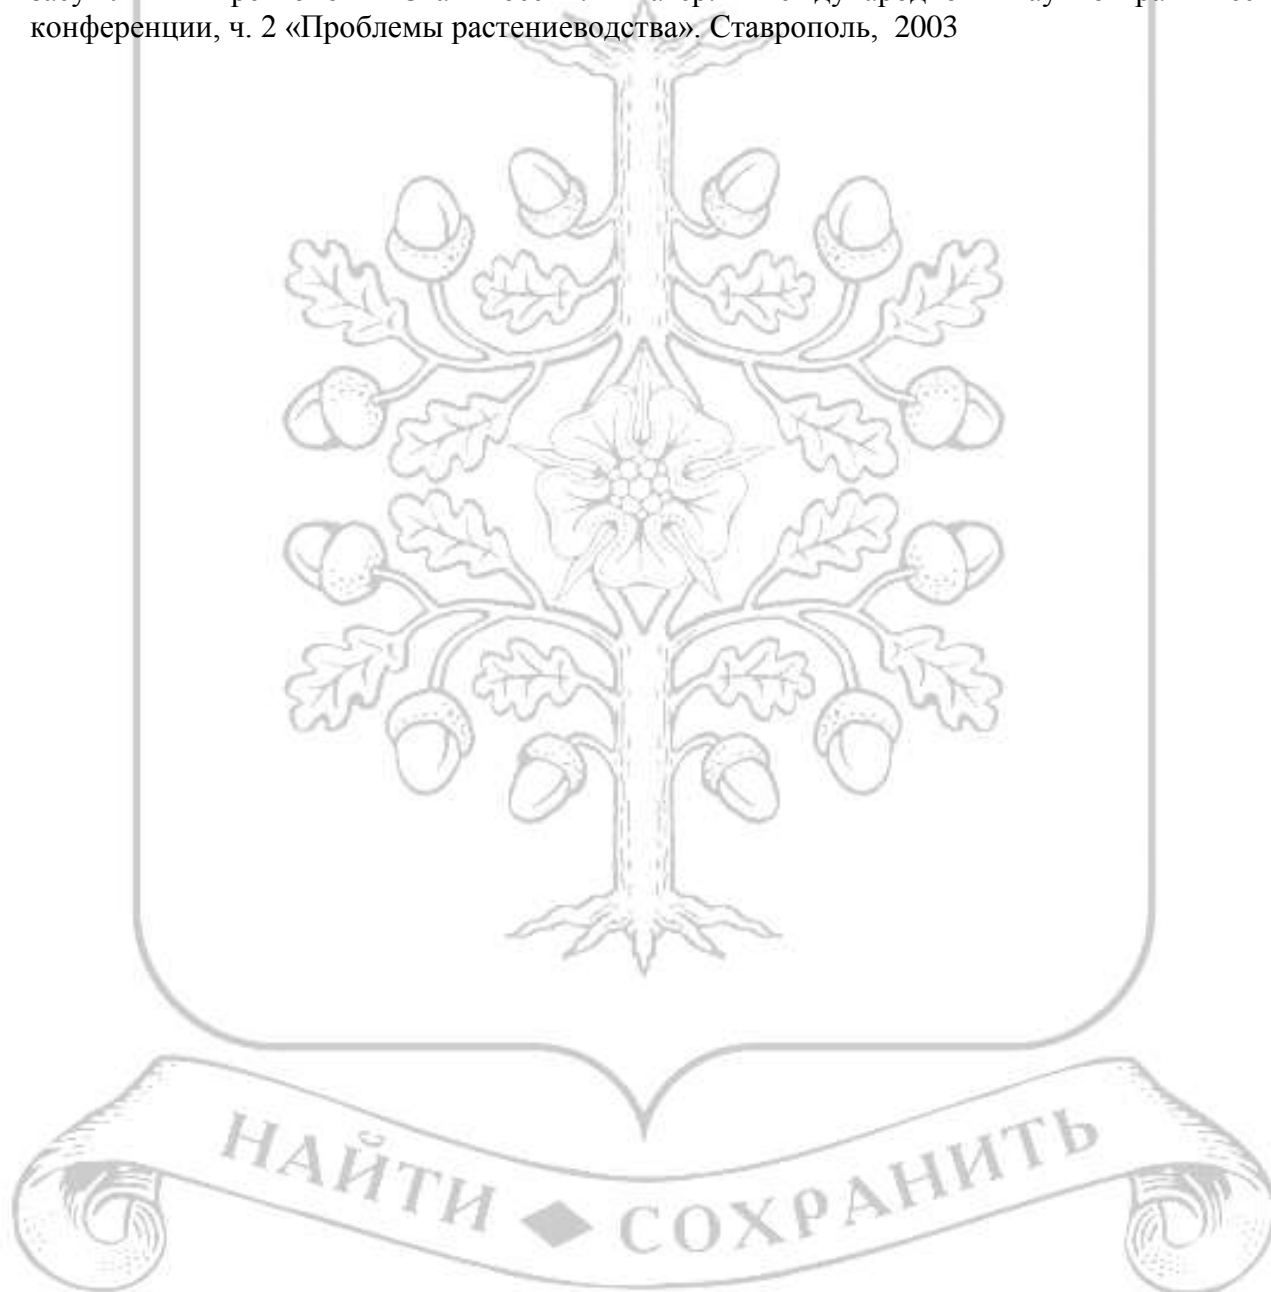 конференции, ч. 2 «Проблемы растениеводства». Ставрополь, 2003
НАЙТИ ◆ СОХРАНИТЬ